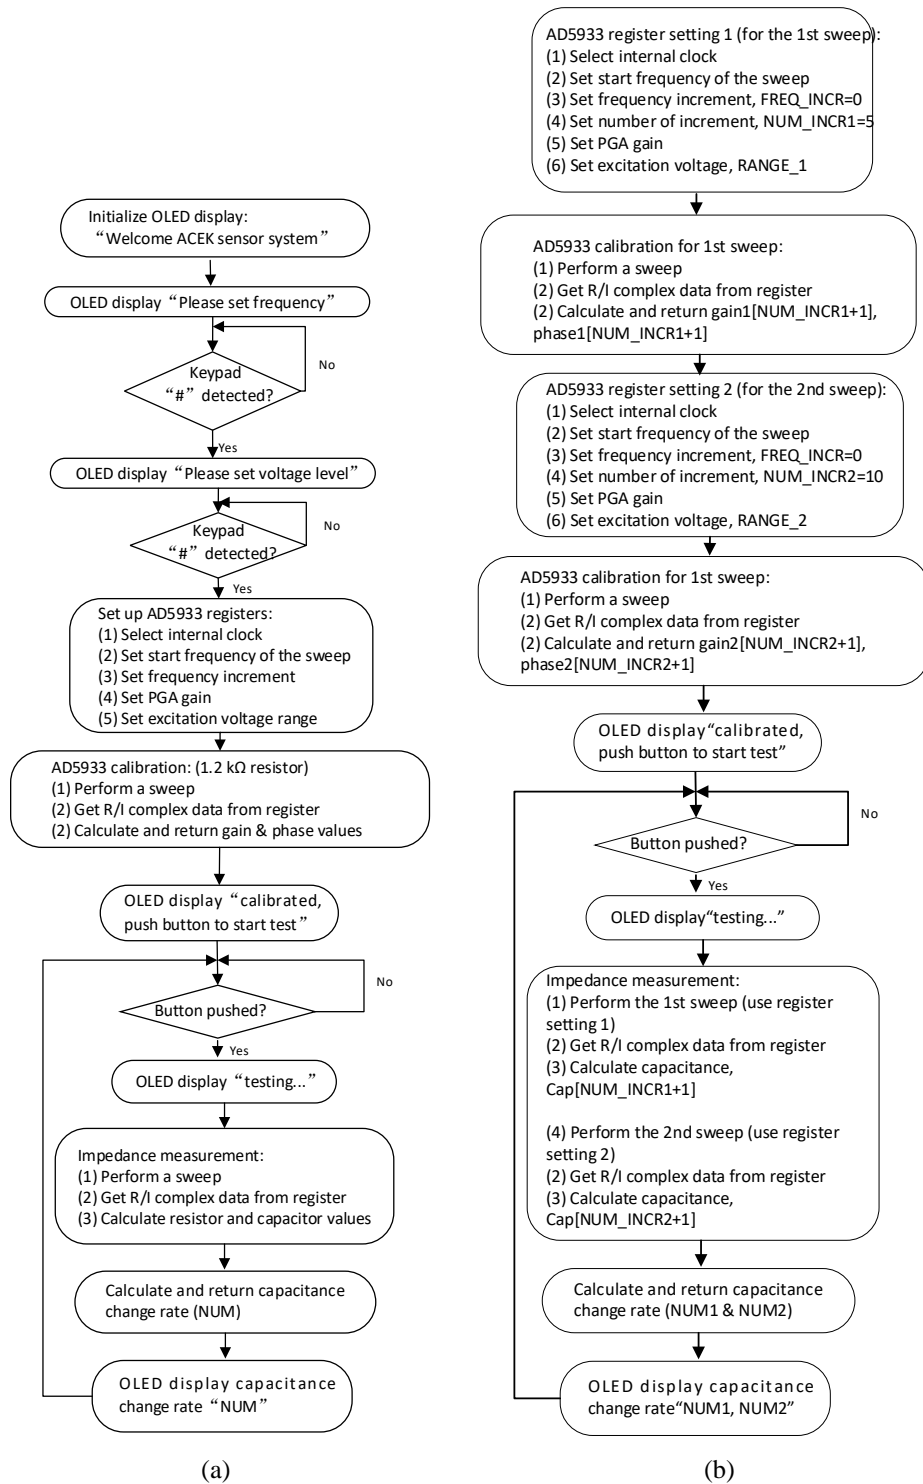 Initialize OLED display:
“Welcome ACEK sensor system”
OLED display “Please set frequency”
No
Keypad
“#” detected?
Yes
OLED display “Please set voltage level”
No
Keypad
“#” detected?
Yes
Set up AD5933 registers:
(1) Select internal clock
(2) Set start frequency of the sweep
(3) Set frequency increment
(4) Set PGA gain
(5) Set excitation voltage range
AD5933 calibration: (1.2 kΩ resistor)
(1) Perform a sweep
(2) Get R/I complex data from register
(2) Calculate and return gain & phase values
OLED display “calibrated,
push button to start test”
No
Button pushed?
Yes
OLED display “testing...”
Impedance measurement:
(1) Perform a sweep
(2) Get R/I complex data from register
(3) Calculate resistor and capacitor values
Calculate and return capacitance
change rate (NUM)
OLED display capacitance
change rate “NUM”
(a)
AD5933 register setting 1 (for the 1st sweep):
(1) Select internal clock
(2) Set start frequency of the sweep
(3) Set frequency increment, FREQ_INCR=0
(4) Set number of increment, NUM_INCR1=5
(5) Set PGA gain
(6) Set excitation voltage, RANGE_1
AD5933 calibration for 1st sweep:
(1) Perform a sweep
(2) Get R/I complex data from register
(2) Calculate and return gain1[NUM_INCR1+1],
phase1[NUM_INCR1+1]
AD5933 register setting 2 (for the 2nd sweep):
(1) Select internal clock
(2) Set start frequency of the sweep
(3) Set frequency increment, FREQ_INCR=0
(4) Set number of increment, NUM_INCR2=10
(5) Set PGA gain
(6) Set excitation voltage, RANGE_2
AD5933 calibration for 1st sweep:
(1) Perform a sweep
(2) Get R/I complex data from register
(2) Calculate and return gain2[NUM_INCR2+1],
phase2[NUM_INCR2+1]
OLED display“calibrated,
push button to start test”
No
Button pushed?
Yes
OLED display“testing...”
Impedance measurement:
(1) Perform the 1st sweep (use register
setting 1)
(2) Get R/I complex data from register
(3) Calculate capacitance,
Cap[NUM_INCR1+1]
(4) Perform the 2nd sweep (use register
setting 2)
(2) Get R/I complex data from register
(3) Calculate capacitance,
Cap[NUM_INCR2+1]
Calculate and return capacitance
change rate (NUM1 & NUM2)
OLED display capacitance
change rate“NUM1, NUM2”
(b)